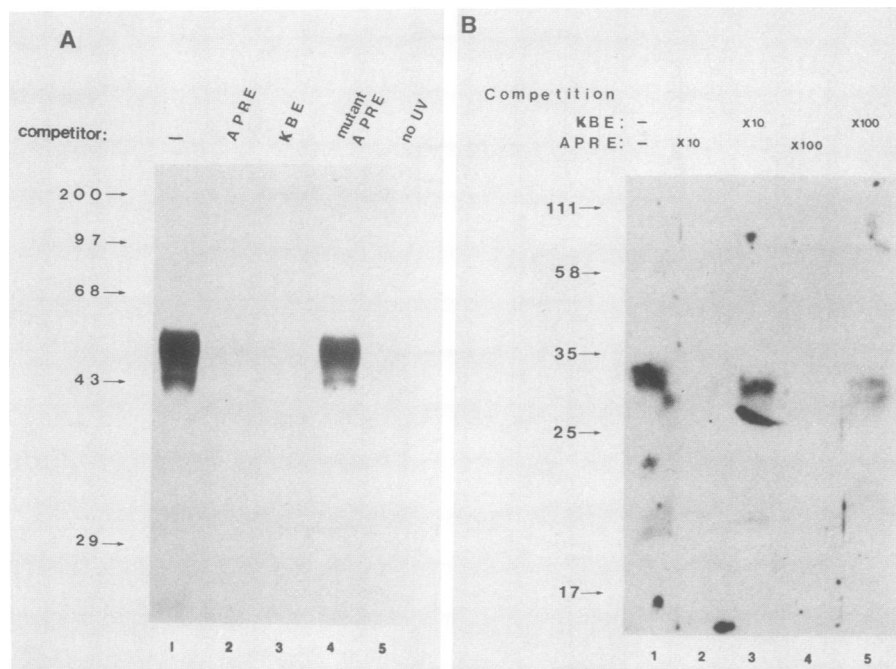 A
competitor:
–
APRE
KBE
mutant APRE
no UV
200→
97→
68→
43→
29→
1 2 3 4 5
B
Competition
KBE: – x10 x100
APRE: – x10 x100
111→
58→
35→
25→
17→
1 2 3 4 5